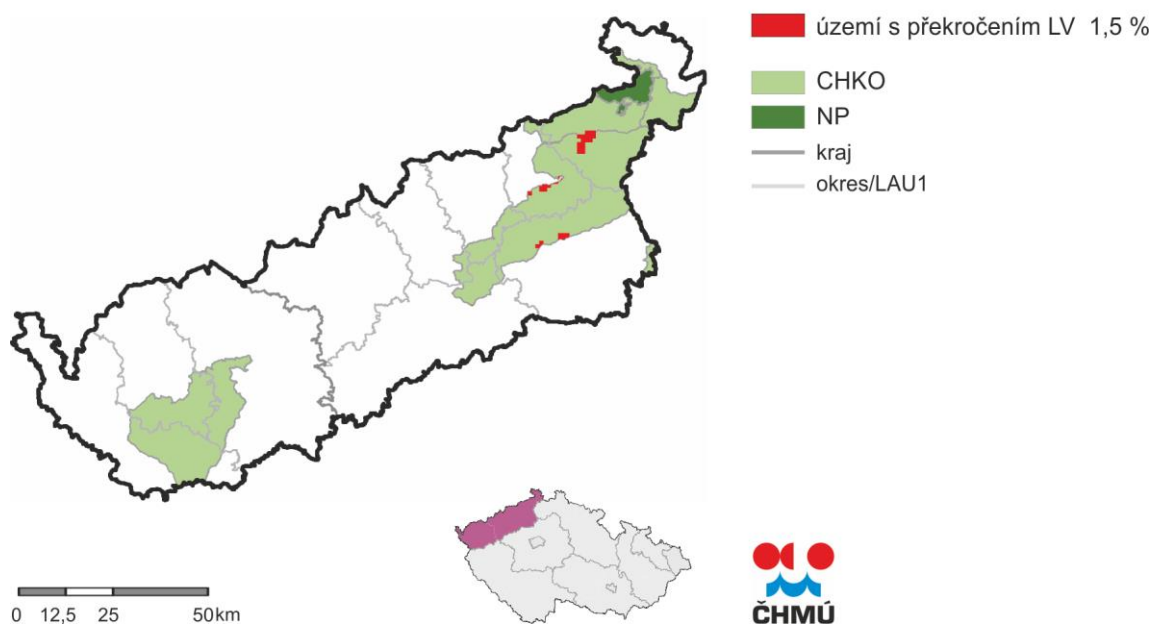 území s překročením LV 1,5 %
CHKO
NP
kraj
okres/LAU1
0 12,5 25 50km
ČHMÚ